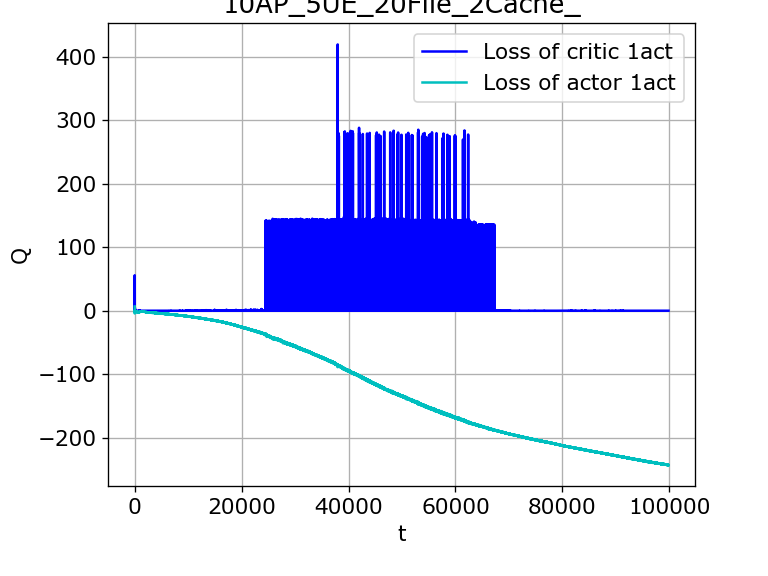 10AP_5UE_20File_2Cache_
Loss of critic 1act
Loss of actor 1act
400
300
200
100
0
−100
−200
Q
0 20000 40000 60000 80000 100000
t